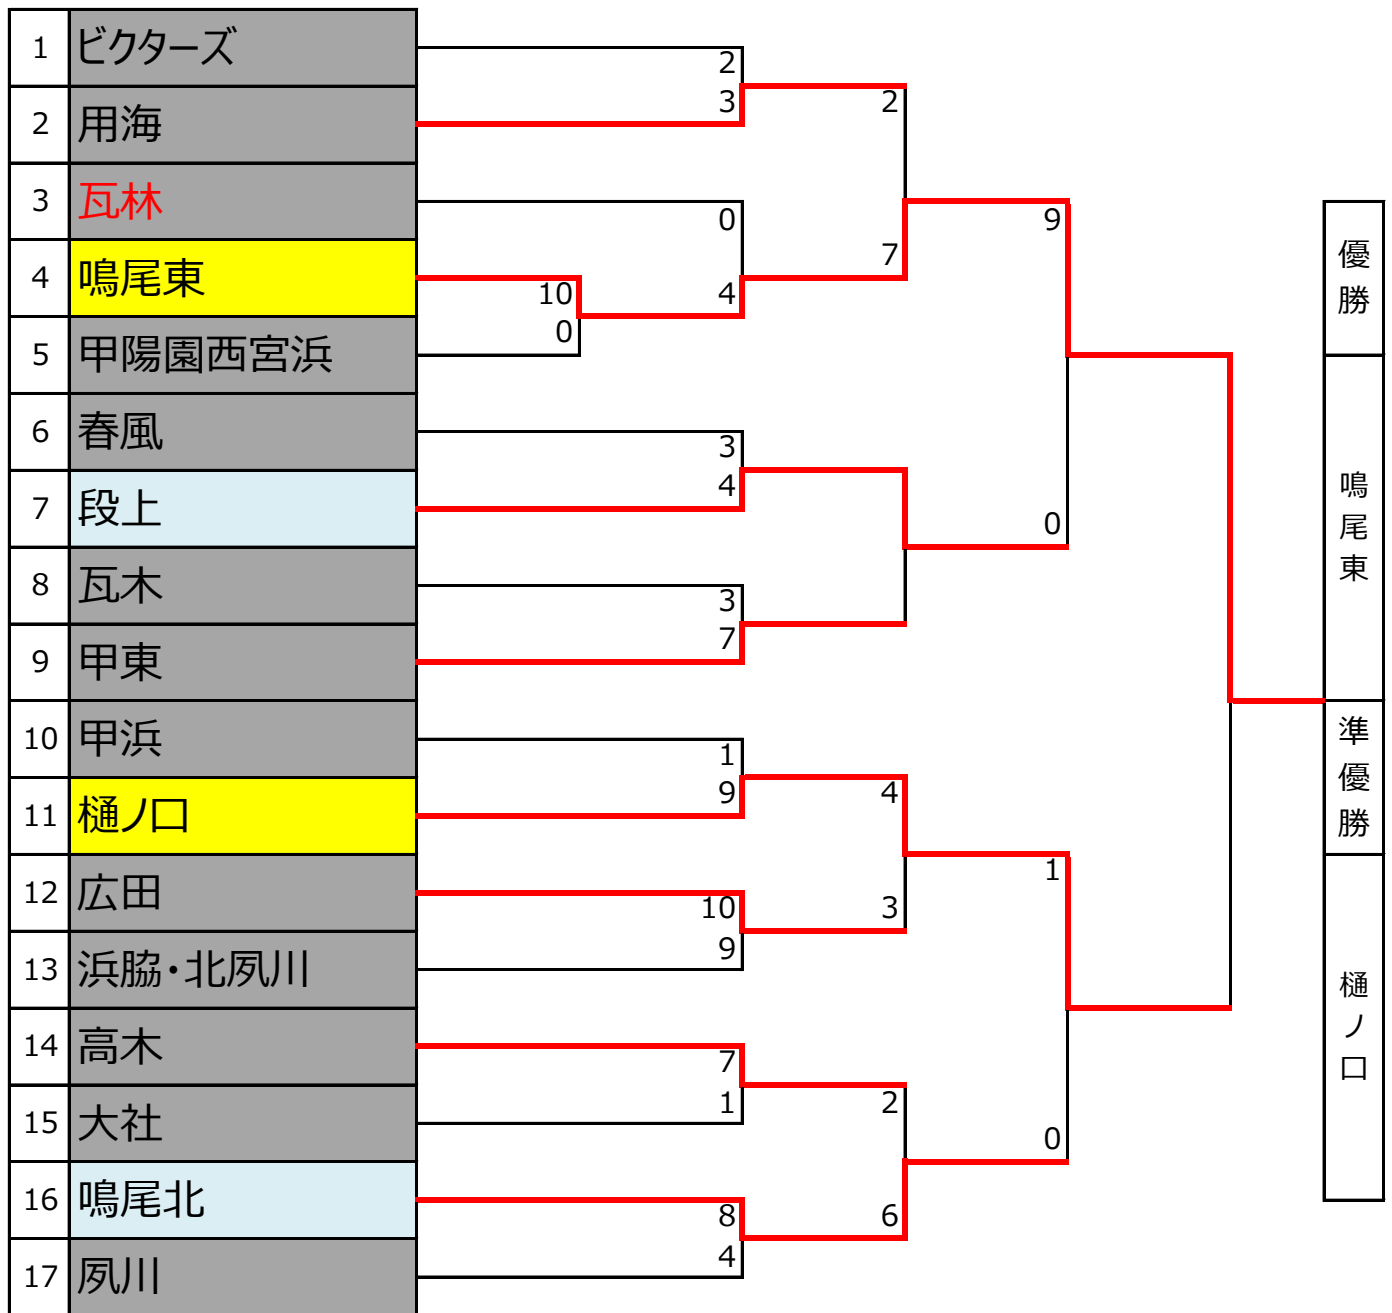 1 ビクターズ
2 用海
3 瓦林
4 鳴尾東
5 甲陽園西宮浜
6 春風
7 段上
8 瓦木
9 甲東
10 甲浜
11 樋ノ口
12 広田
13 浜脇・北夙川
14 高木
15 大社
16 鳴尾北
17 夙川
2
3
0
10
0
4
3
4
3
7
1
9
10
9
7
1
8
4
2
7
4
3
2
6
9
0
1
0
優勝
鳴尾東
準優勝
樋ノ口